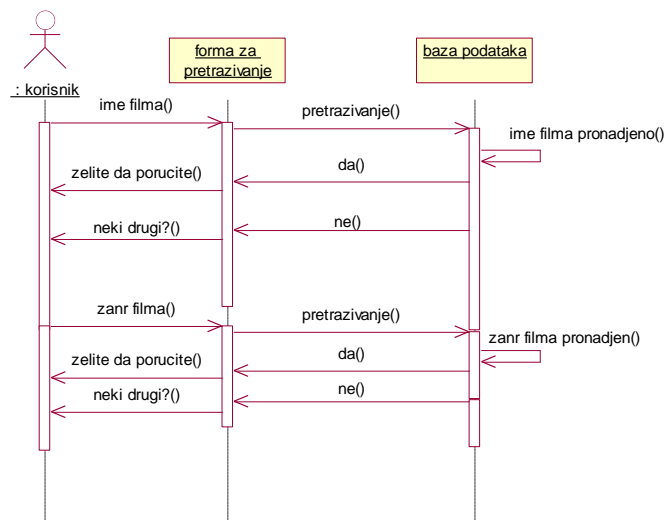 forma za
pretrazivanje
baza podataka
: korisnik
ime filma()
pretrazivanje()
ime filma pronadjeno()
da()
zelite da porucite()
ne()
neki drugi?()
zanr filma()
pretrazivanje()
zanr filma pronadjen()
da()
zelite da porucite()
ne()
neki drugi?()